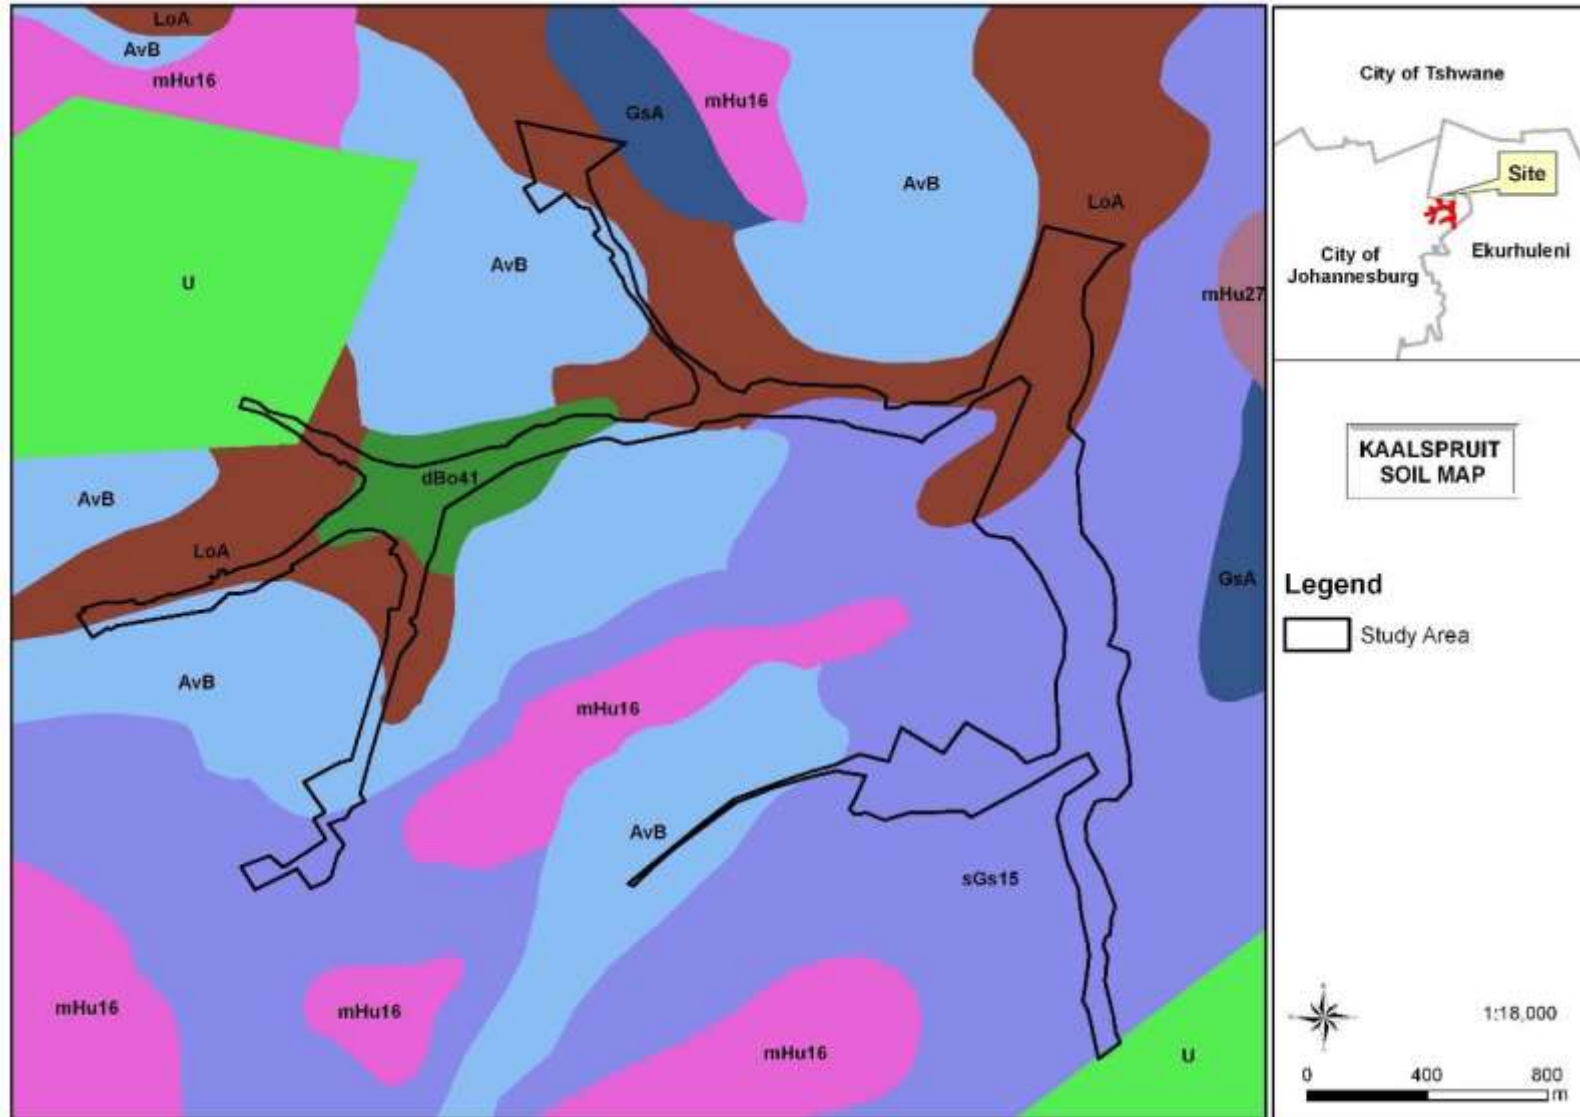 LoA
AvB
mHu16
GsA
mHu16
AvB
LoA
AvB
U
mHu27
dBo41
AvB
LoA
GsA
AvB
mHu16
AvB
sGs15
mHu16
mHu16
mHu16
U
City of Tshwane
Site
City of
Johannesburg
Ekurhuleni
KAALSPRUIT
SOIL MAP
Legend
Study Area
1:18,000
0 400 800
m